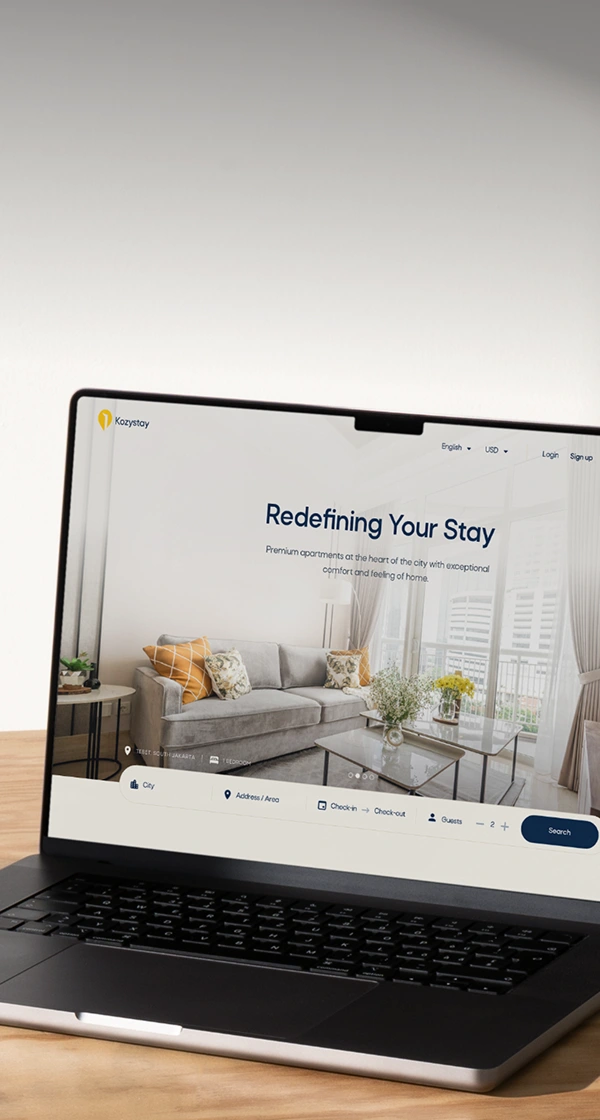 Kozystay
English
USD
Login
Sign up
Redefining Your Stay
Premium apartments at the heart of the city with exceptional
comfort and feeling of home.
SOUTH JAKARTA
1 BEDROOM
City
Address / Area
Check-in → Check-out
Guests
2
Search